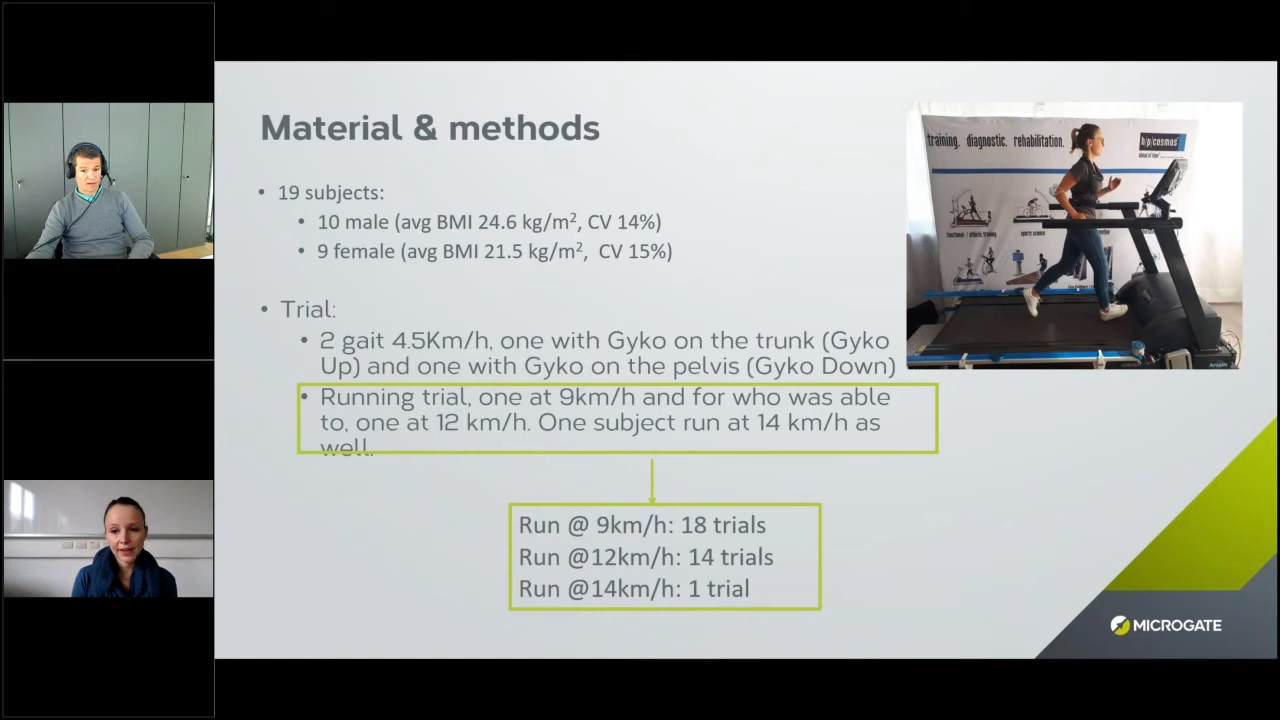 Material & methods
• 19 subjects:
• 10 male (avg BMI 24.6 kg/m², CV 14%)
• 9 female (avg BMI 21.5 kg/m², CV 15%)
• Trial:
• 2 gait 4.5Km/h, one with Gyko on the trunk (Gyko
Up) and one with Gyko on the pelvis (Gyko Down)
• Running trial, one at 9km/h and for who was able
to, one at 12 km/h. One subject run at 14 km/h as
well.
Run @ 9km/h: 18 trials
Run @12km/h: 14 trials
Run @14km/h: 1 trial
training. diagnostic. rehabilitation.
h/p/cosmos
sports science
MICROGATE